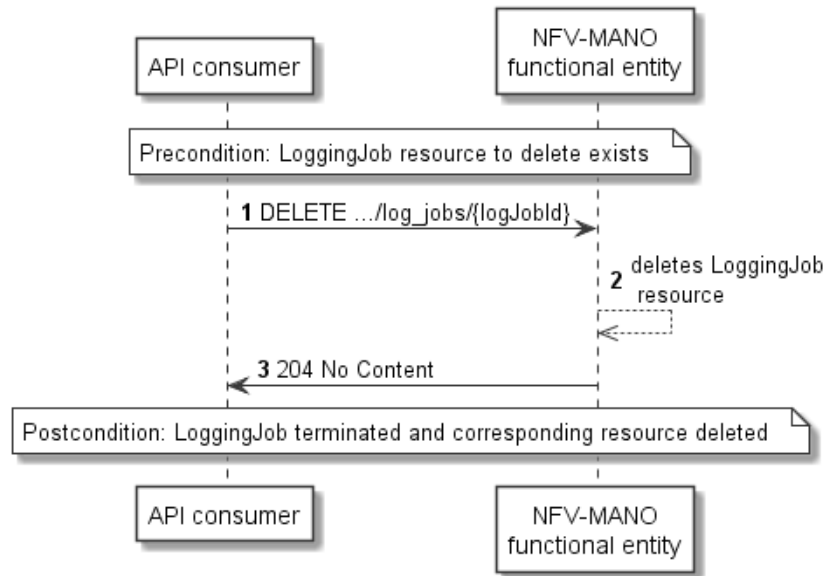 API consumer
NFV-MANO
functional entity
Precondition: LoggingJob resource to delete exists
1 DELETE .../log_jobs/{logJobId}
2 deletes LoggingJob
resource
3 204 No Content
Postcondition: LoggingJob terminated and corresponding resource deleted
API consumer
NFV-MANO
functional entity